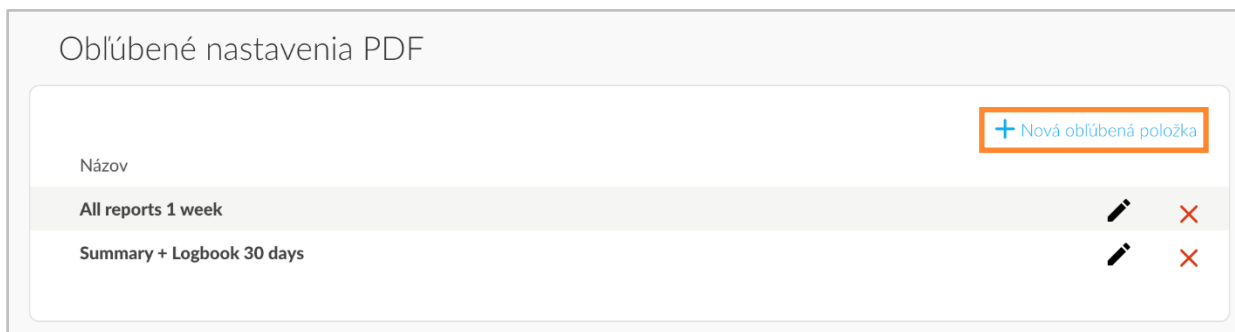 Obľúbené nastavenia PDF
Nová obľúbená položka
Názov
All reports 1 week
Summary + Logbook 30 days